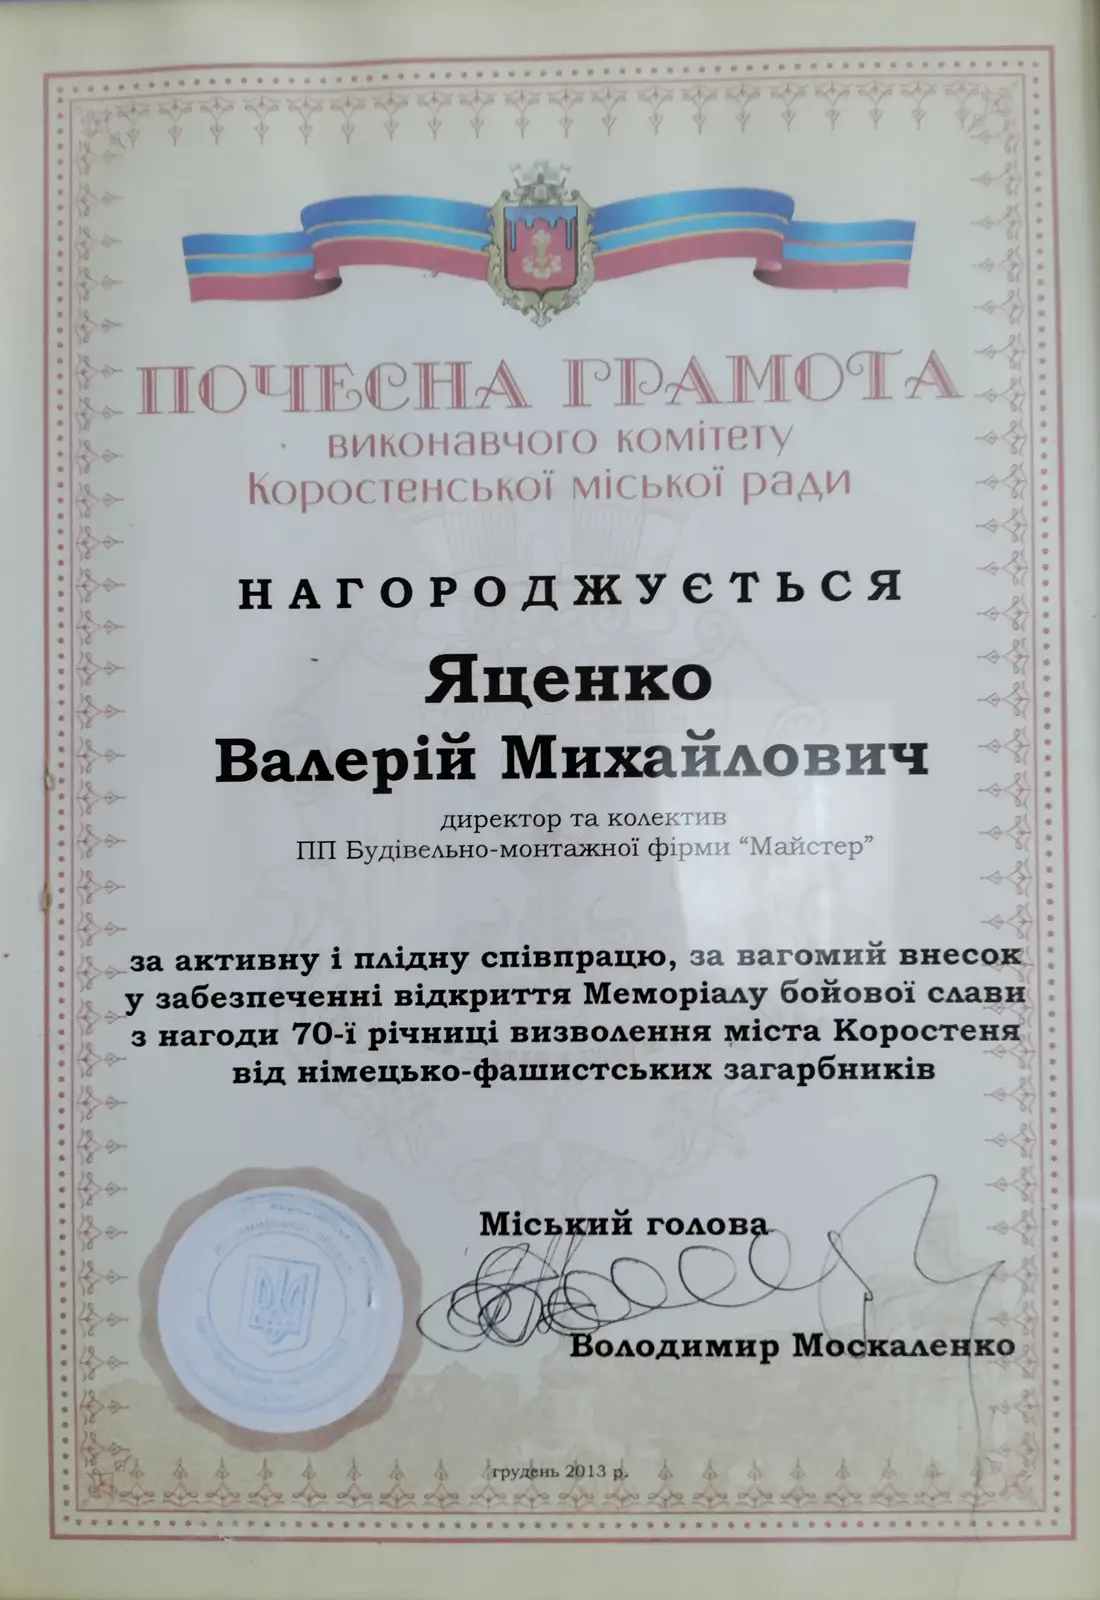 ПОЧЕСНА ГРАМОТА
виконавчого комітету
Коростенської міської ради
НАГОРОДЖУЄТЬСЯ
Яценко
Валерій Михайлович
директор та колектив
ПП Будівельно-монтажної фірми “Майстер”
за активну і плідну співпрацю, за вагомий внесок
у забезпеченні відкриття Меморіалу бойової слави
з нагоди 70-ї річниці визволення міста Коростеня
від німецько-фашистських загарбників
Міський голова
Володимир Москаленко
грудень 2013 р.